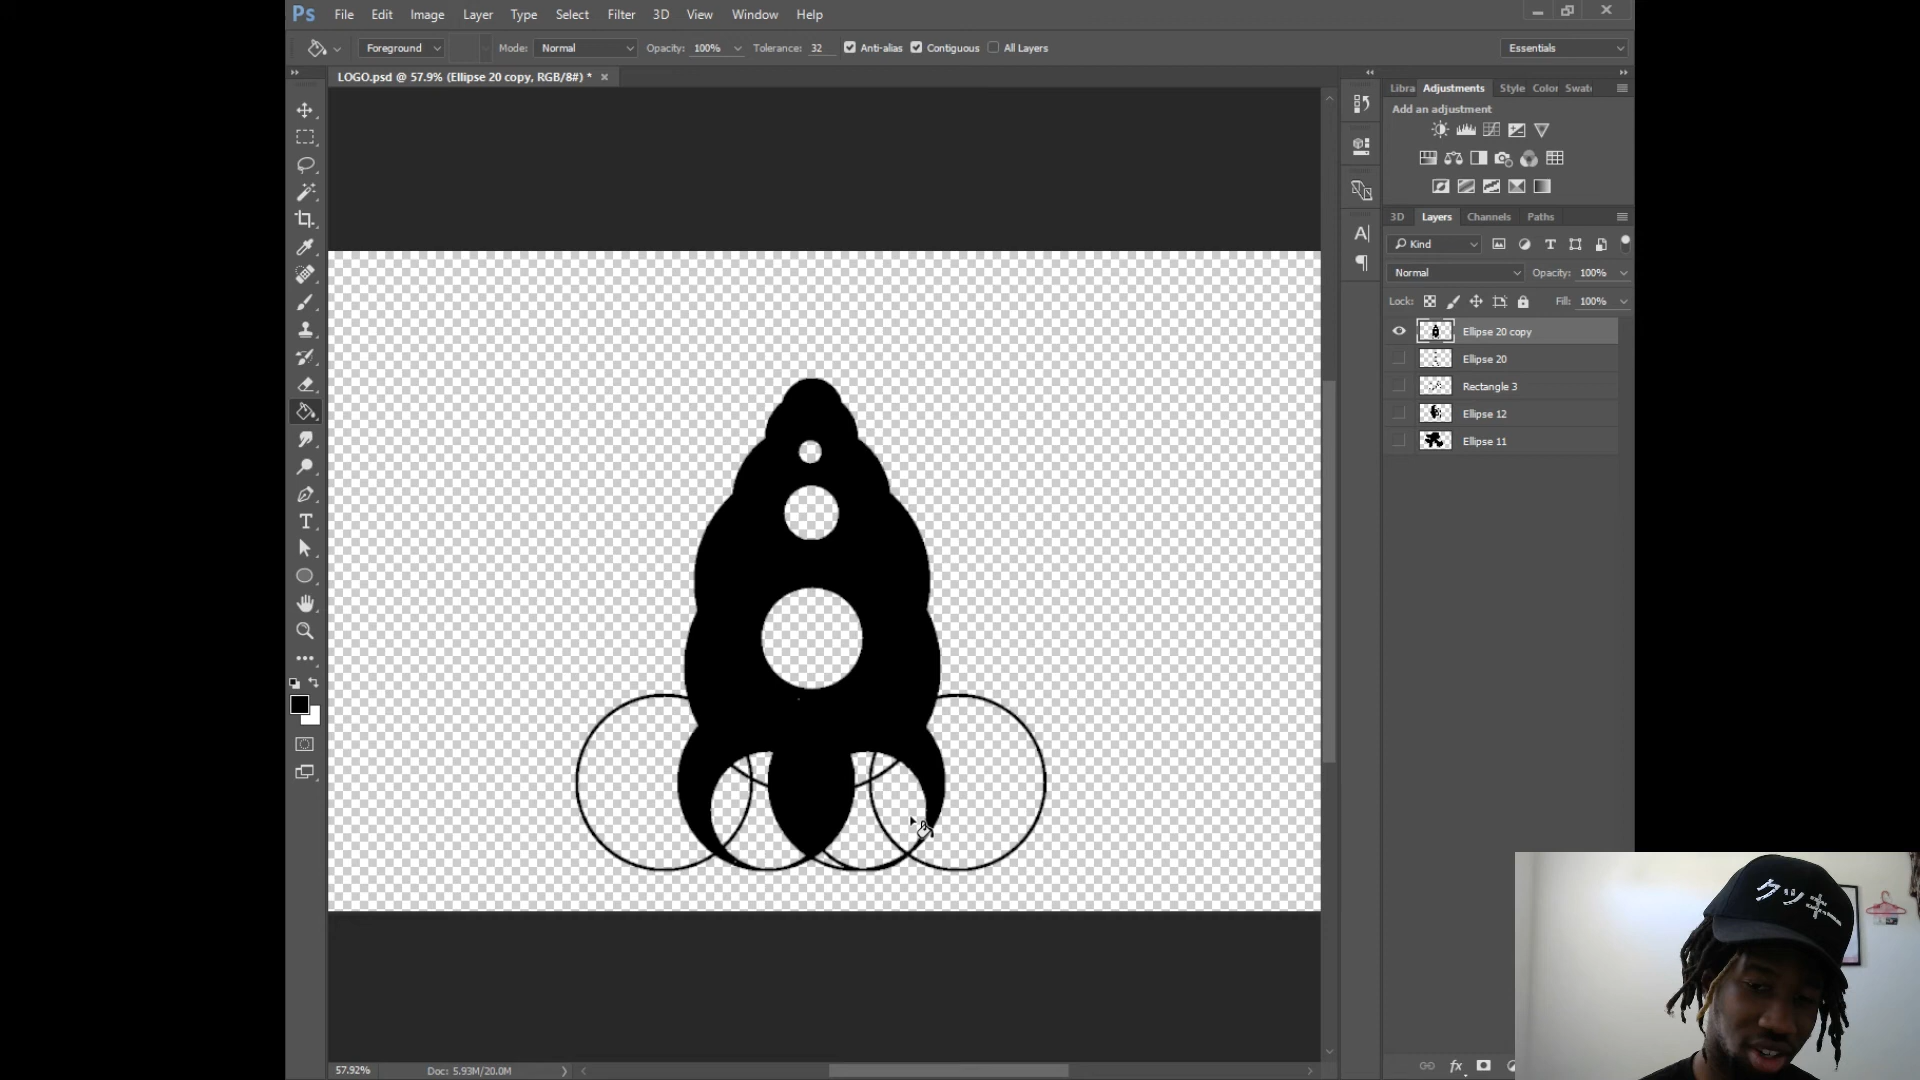 Ps File Edit Image Layer Type Select Filter 3D View Window Help
Foreground Mode: Normal Opacity: 100% Tolerance: 32 Anti-alias Contiguous All Layers Essentials
LOGO.psd @ 57.9% (Ellipse 20 copy, RGB/8#) *
Libra Adjustments Style Color Swat
Add an adjustment
3D Layers Channels Paths
Kind
Normal Opacity: 100%
Lock: Fill: 100%
Ellipse 20 copy
Ellipse 20
Rectangle 3
Ellipse 12
Ellipse 11
fx
57.92% Doc: 5.93M/20.0M
クッキー